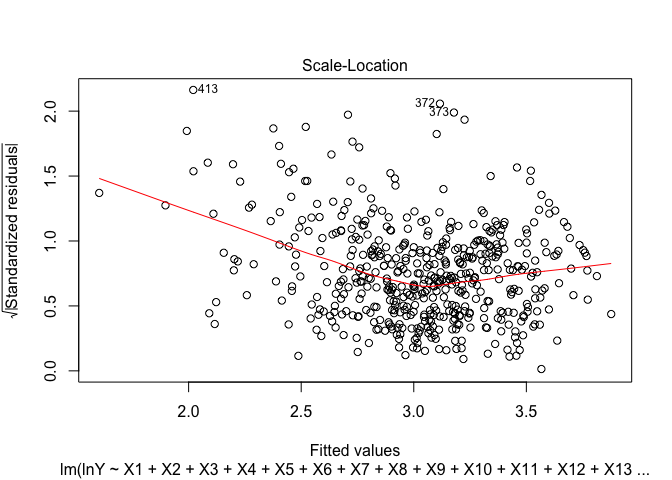 Scale-Location
√|Standardized residuals|
2.0
1.5
1.0
0.5
0.0
413
372
373
2.0 2.5 3.0 3.5
Fitted values
lm(lnY ~ X1 + X2 + X3 + X4 + X5 + X6 + X7 + X8 + X9 + X10 + X11 + X12 + X13 ...